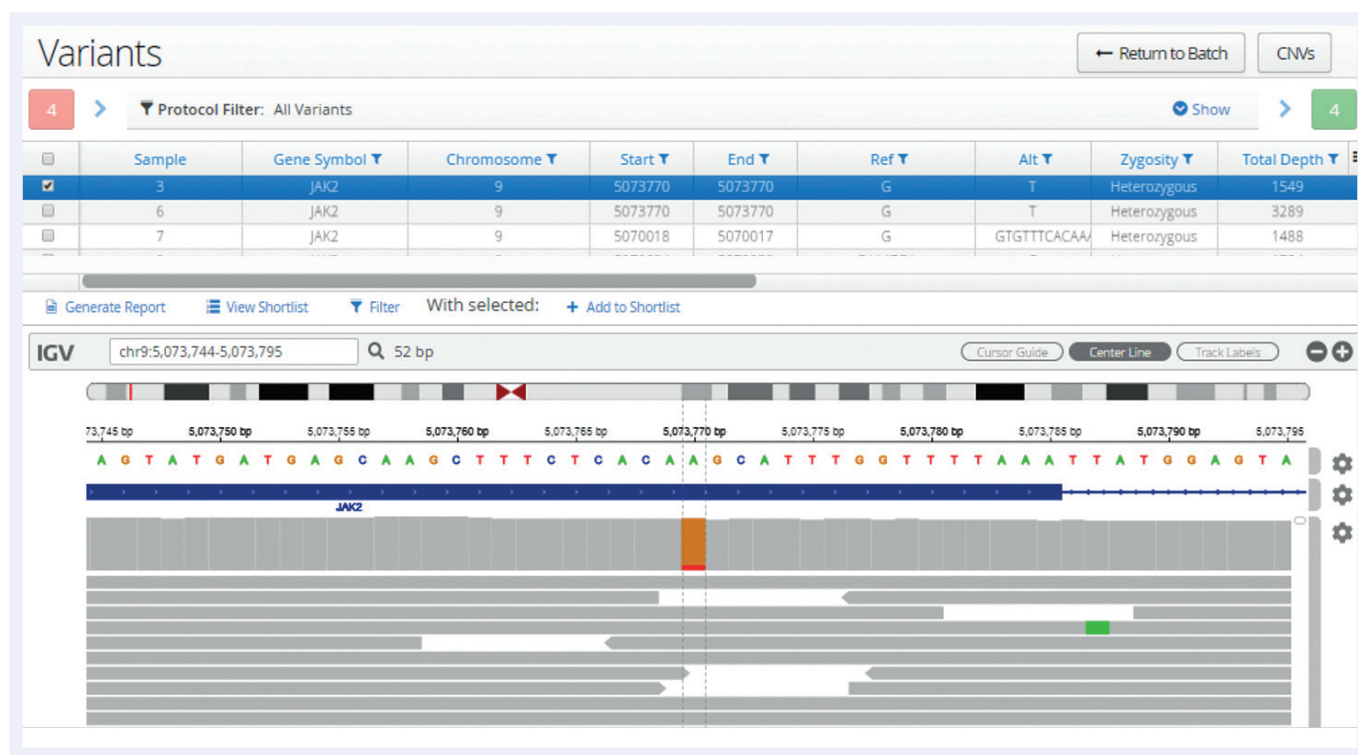 Variants
← Return to Batch CNVs
4 Protocol Filter: All Variants Show 4
Sample Gene Symbol Chromosome Start End Ref Alt Zygosity Total Depth
3 JAK2 9 5073770 5073770 G T Heterozygous 1549
6 JAK2 9 5073770 5073770 G T Heterozygous 3289
7 JAK2 9 5070018 5070017 G GTGTTTCACAAA Heterozygous 1488
Generate Report View Shortlist Filter With selected: + Add to Shortlist
IGV chr9:5,073,744-5,073,795 52 bp Cursor Guide Center Line Track Labels
73,745 bp 5,073,750 bp 5,073,755 bp 5,073,760 bp 5,073,765 bp 5,073,770 bp 5,073,775 bp 5,073,780 bp 5,073,785 bp 5,073,790 bp 5,073,795
A G T A T G A T G A G C A A G C T T T C T C A C A A G C A T T T G G T T T T A A A T T A T G G A G T A
JAK2